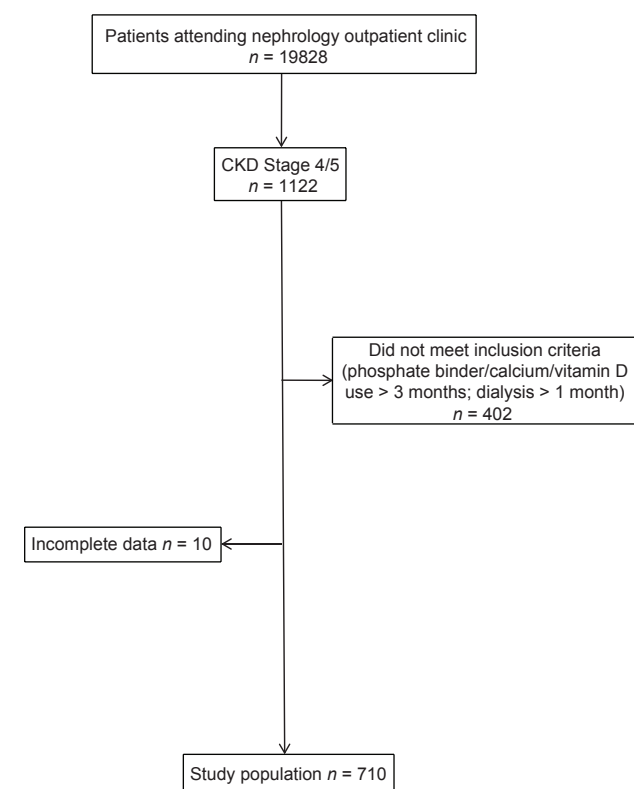 Patients attending nephrology outpatient clinic
n = 19828
CKD Stage 4/5
n = 1122
Did not meet inclusion criteria
(phosphate binder/calcium/vitamin D
use > 3 months; dialysis > 1 month)
n = 402
Incomplete data n = 10
Study population n = 710